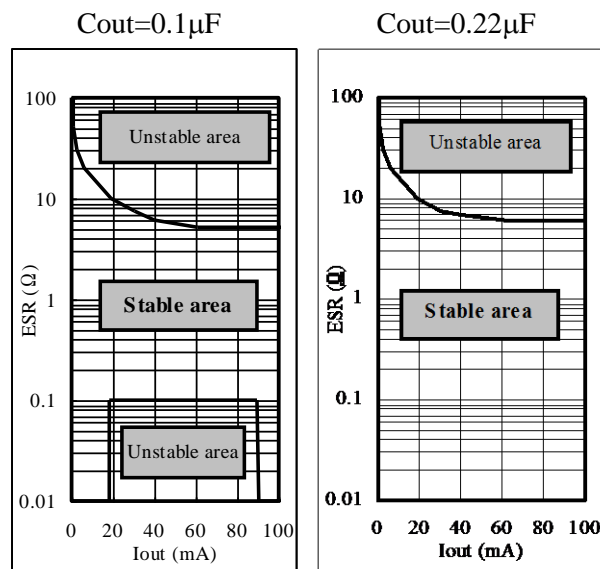 Cout=0.1μF
100
Unstable area
10
ESR (Ω)
1
Stable area
0.1
Unstable area
0.01
0 20 40 60 80 100
Iout (mA)
Cout=0.22μF
100
Unstable area
10
ESR (Ω)
1
Stable area
0.1
0.01
0 20 40 60 80 100
Iout (mA)